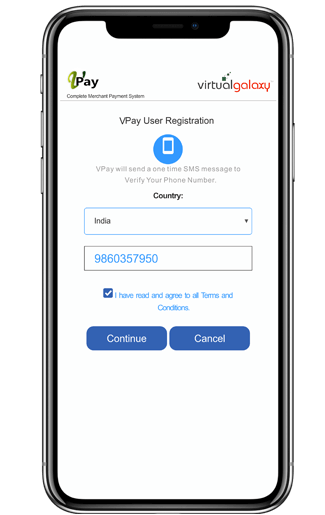 VPay
virtualgalaxy
Complete Merchant Payment System
VPay User Registration
VPay will send a one time SMS message to
Verify Your Phone Number.
Country:
India
9860357950
I have read and agree to all Terms and
Conditions.
Continue
Cancel